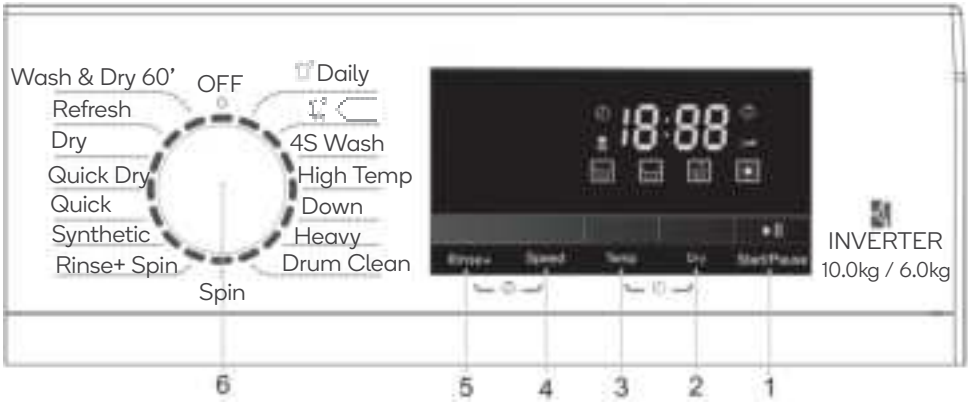 Wash & Dry 60'
OFF
Daily
Refresh
Dry
4S Wash
Quick Dry
High Temp
Quick
Down
Synthetic
Heavy
Rinse+ Spin
Drum Clean
Spin
18:88
Rinse+
Speed
Temp
Dry
Start/Pause
INVERTER
10.0kg / 6.0kg
6
5
4
3
2
1